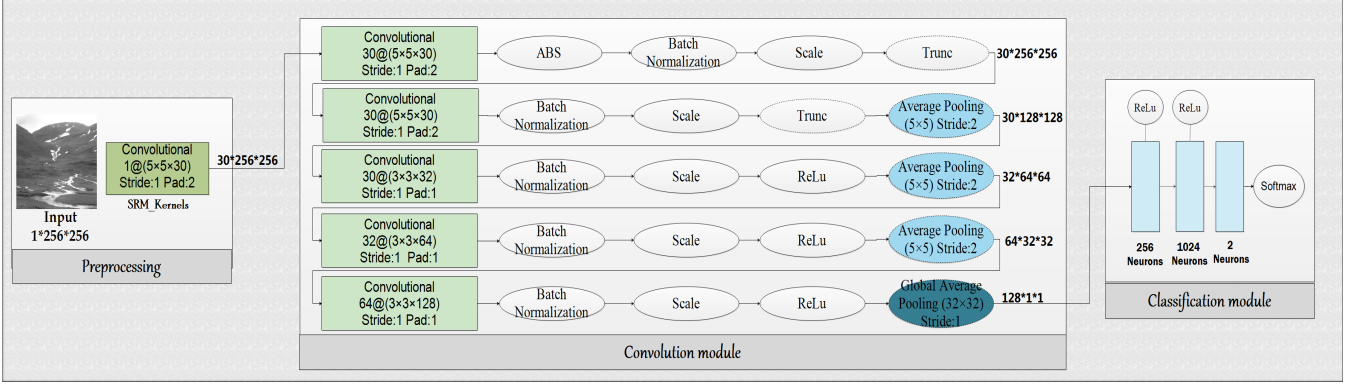 Input
1*256*256
Convolutional
1@(5×5×30)
Stride:1 Pad:2
SRM_Kernels
30*256*256
Preprocessing
Convolutional
30@(5×5×30)
Stride:1 Pad:2
ABS
Batch
Normalization
Scale
Trunc
30*256*256
Convolutional
30@(5×5×30)
Stride:1 Pad:2
Batch
Normalization
Scale
Trunc
Average Pooling
(5×5) Stride:2
30*128*128
Convolutional
30@(3×3×32)
Stride:1 Pad:1
Batch
Normalization
Scale
ReLu
Average Pooling
(5×5) Stride:2
32*64*64
Convolutional
32@(3×3×64)
Stride:1 Pad:1
Batch
Normalization
Scale
ReLu
Average Pooling
(5×5) Stride:2
64*32*32
Convolutional
64@(3×3×128)
Stride:1 Pad:1
Batch
Normalization
Scale
ReLu
Global Average
Pooling (32×32)
Stride:1
128*1*1
Convolution module
ReLu
ReLu
Softmax
256
Neurons
1024
Neurons
2
Neurons
Classification module